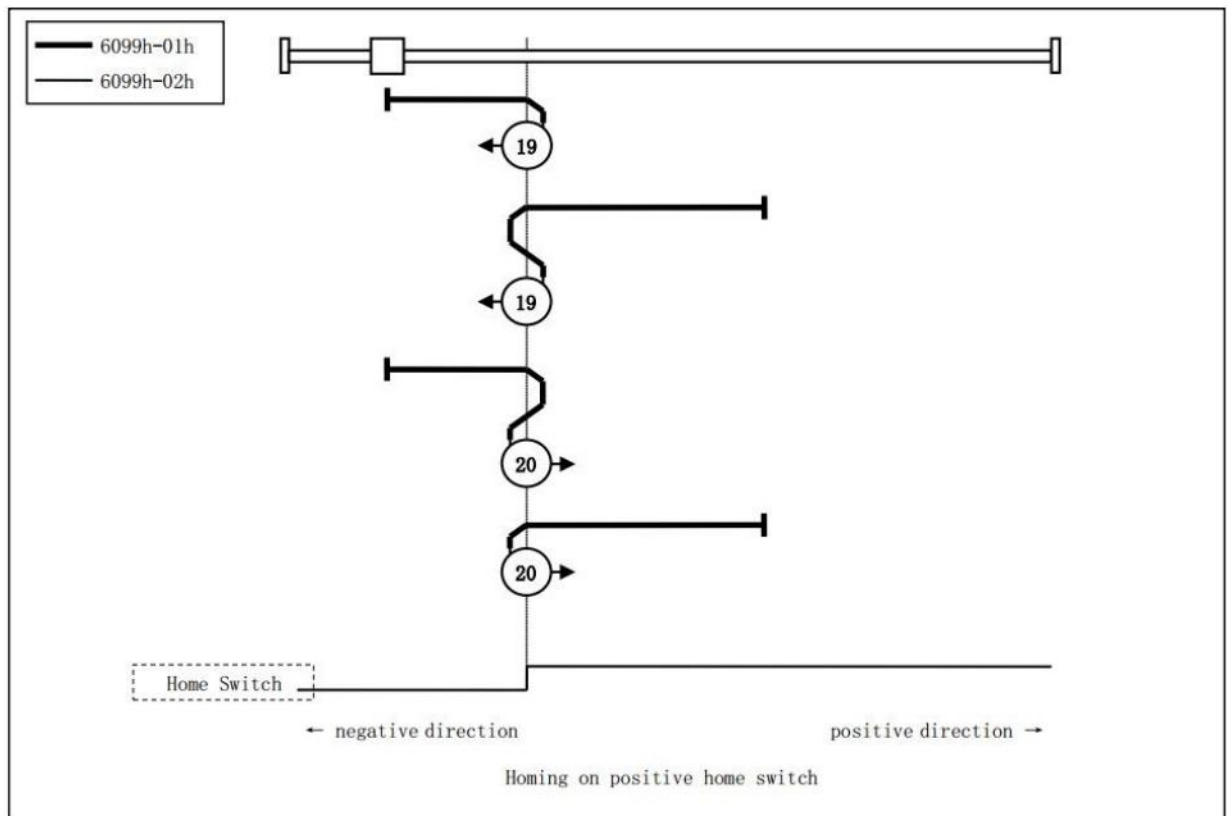 6099h-01h
6099h-02h
19
19
20
20
Home Switch
← negative direction
positive direction →
Homing on positive home switch